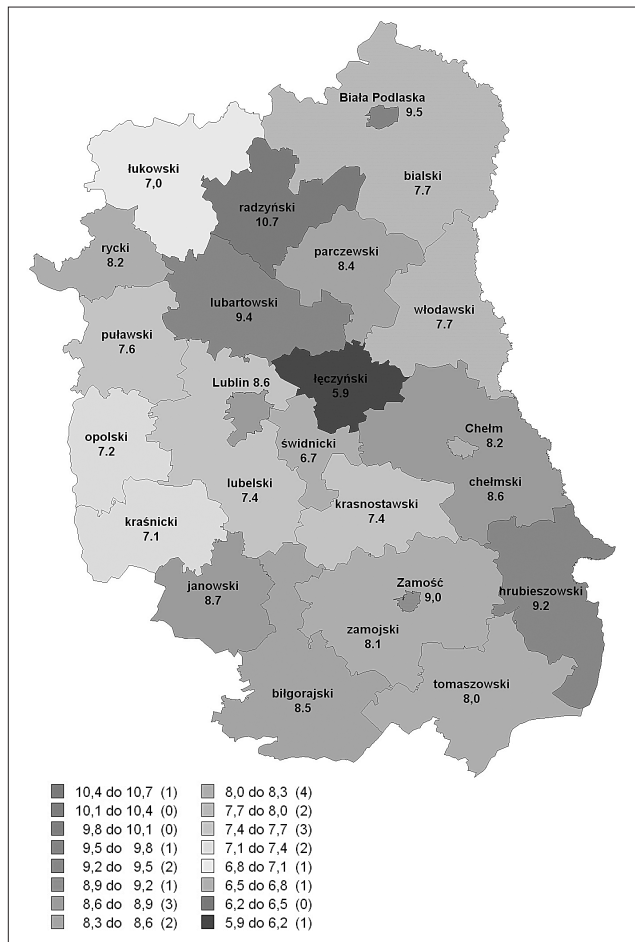 Biała Podlaska
9.5
łukowski
7,0
bialski
7.7
radzyński
10.7
rycki
8.2
parczewski
8.4
lubartowski
9.4
włodawski
7.7
puławski
7.6
Lublin 8.6
łęczyński
5.9
opolski
7.2
świdnicki
6.7
Chełm
8.2
lubelski
7.4
chełmski
8.6
krasnostawski
7.4
kraśnicki
7.1
janowski
8.7
Zamość
9,0
hrubieszowski
9.2
zamojski
8.1
tomaszowski
8,0
biłgorajski
8.5
10,4 do 10,7 (1)
10,1 do 10,4 (0)
9,8 do 10,1 (0)
9,5 do 9,8 (1)
9,2 do 9,5 (2)
8,9 do 9,2 (1)
8,6 do 8,9 (3)
8,3 do 8,6 (2)
8,0 do 8,3 (4)
7,7 do 8,0 (2)
7,4 do 7,7 (3)
7,1 do 7,4 (2)
6,8 do 7,1 (1)
6,5 do 6,8 (1)
6,2 do 6,5 (0)
5,9 do 6,2 (1)